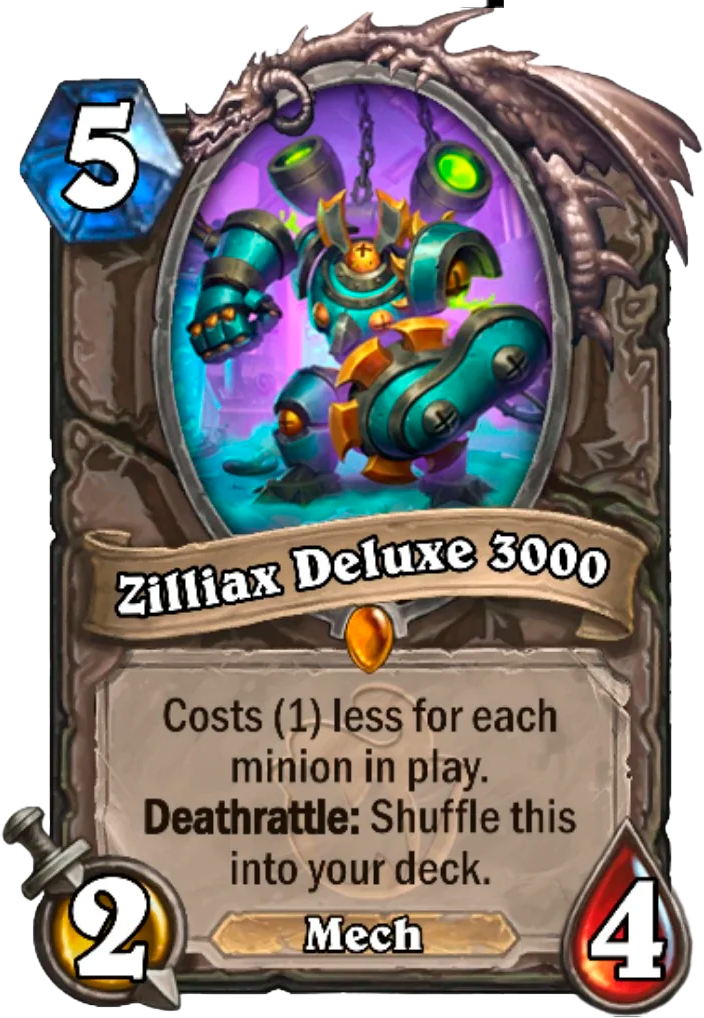 5
Zilliax Deluxe 3000
Costs (1) less for each
minion in play.
Deathrattle: Shuffle this
into your deck.
Mech
2
4